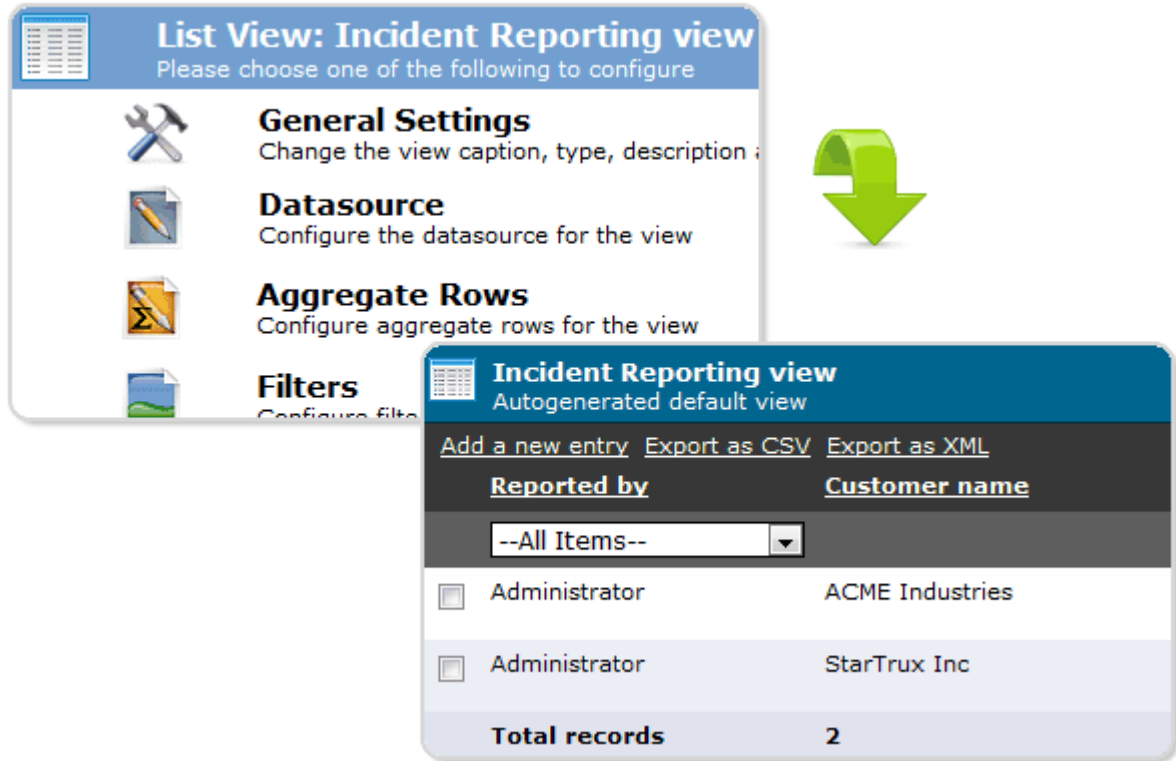 List View: Incident Reporting view
Please choose one of the following to configure
General Settings
Change the view caption, type, description
Datasource
Configure the datasource for the view
Aggregate Rows
Configure aggregate rows for the view
Filters
Configure filte
Incident Reporting view
Autogenerated default view
Add a new entry Export as CSV Export as XML
Reported by Customer name
--All Items--
Administrator ACME Industries
Administrator StarTrux Inc
Total records 2